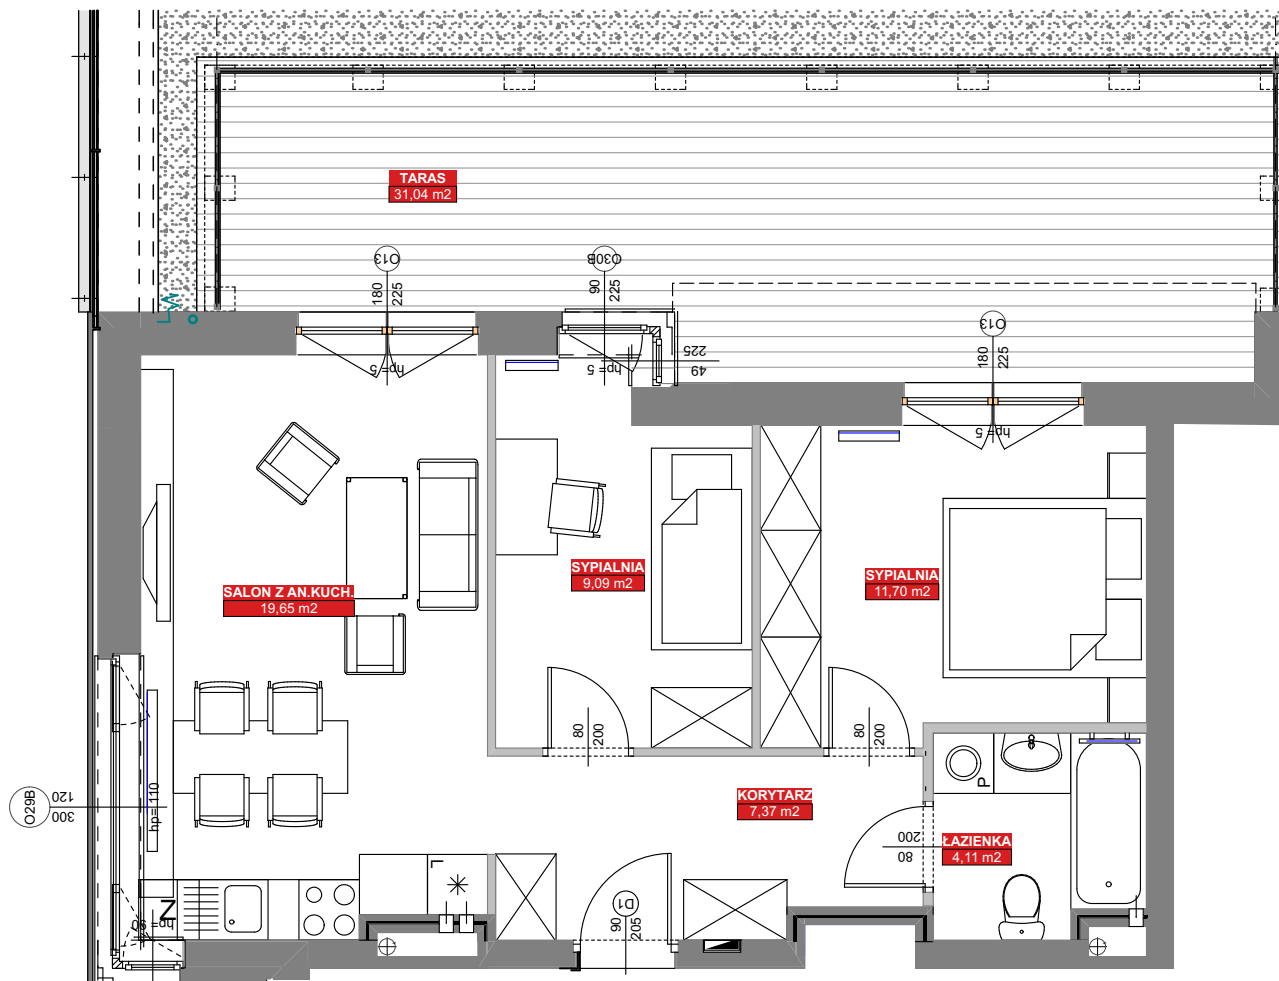 TARAS
31,04 m2
O13
180
225
hp= 5
O30B
90
225
hp= 5
225
49
O13
180
225
hp= 5
SYPIALNIA
9,09 m2
SYPIALNIA
11,70 m2
SALON Z AN.KUCH.
19,65 m2
80
200
80
200
O29B
120
300
hp= 110
KORYTARZ
7,37 m2
P
200
80
ŁAZIENKA
4,11 m2
L
Z
hp= 90
D1
90
205